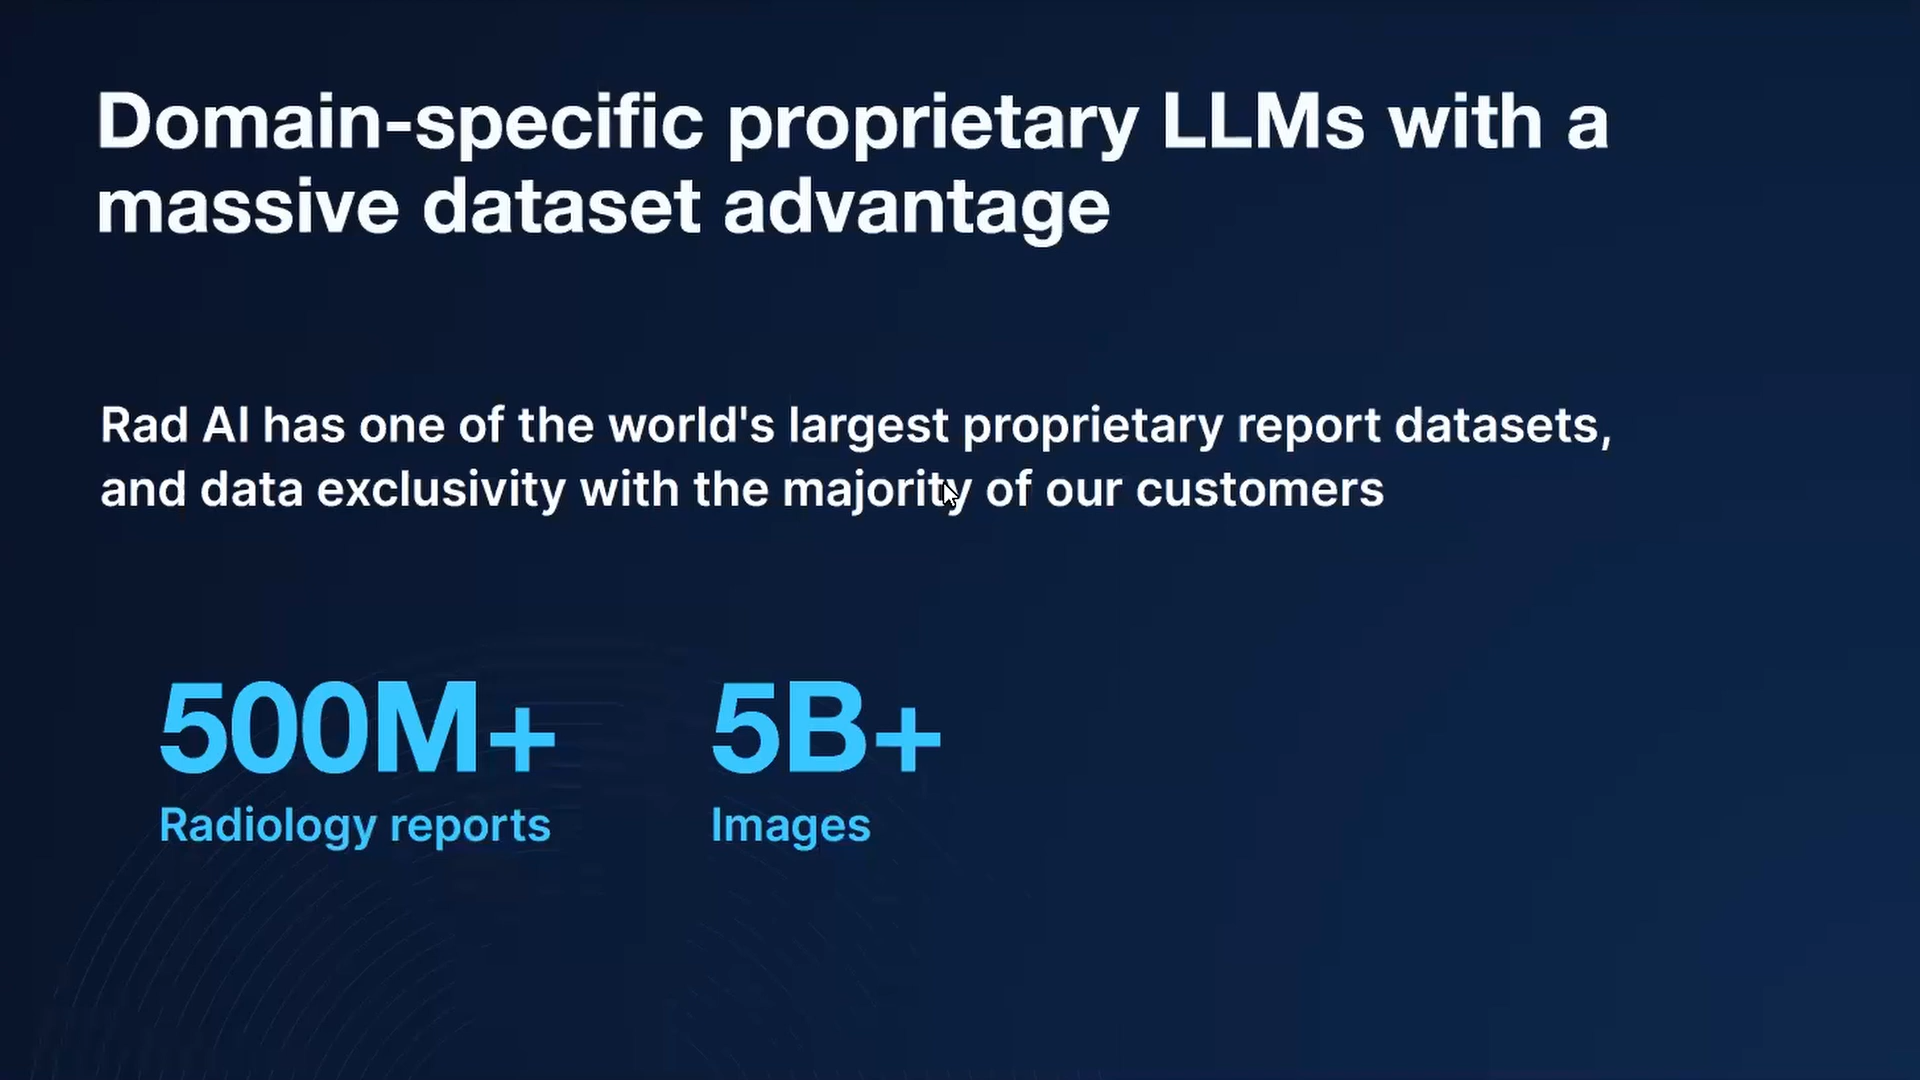 Domain-specific proprietary LLMs with a
massive dataset advantage
Rad AI has one of the world's largest proprietary report datasets,
and data exclusivity with the majority of our customers
500M+
Radiology reports
5B+
Images